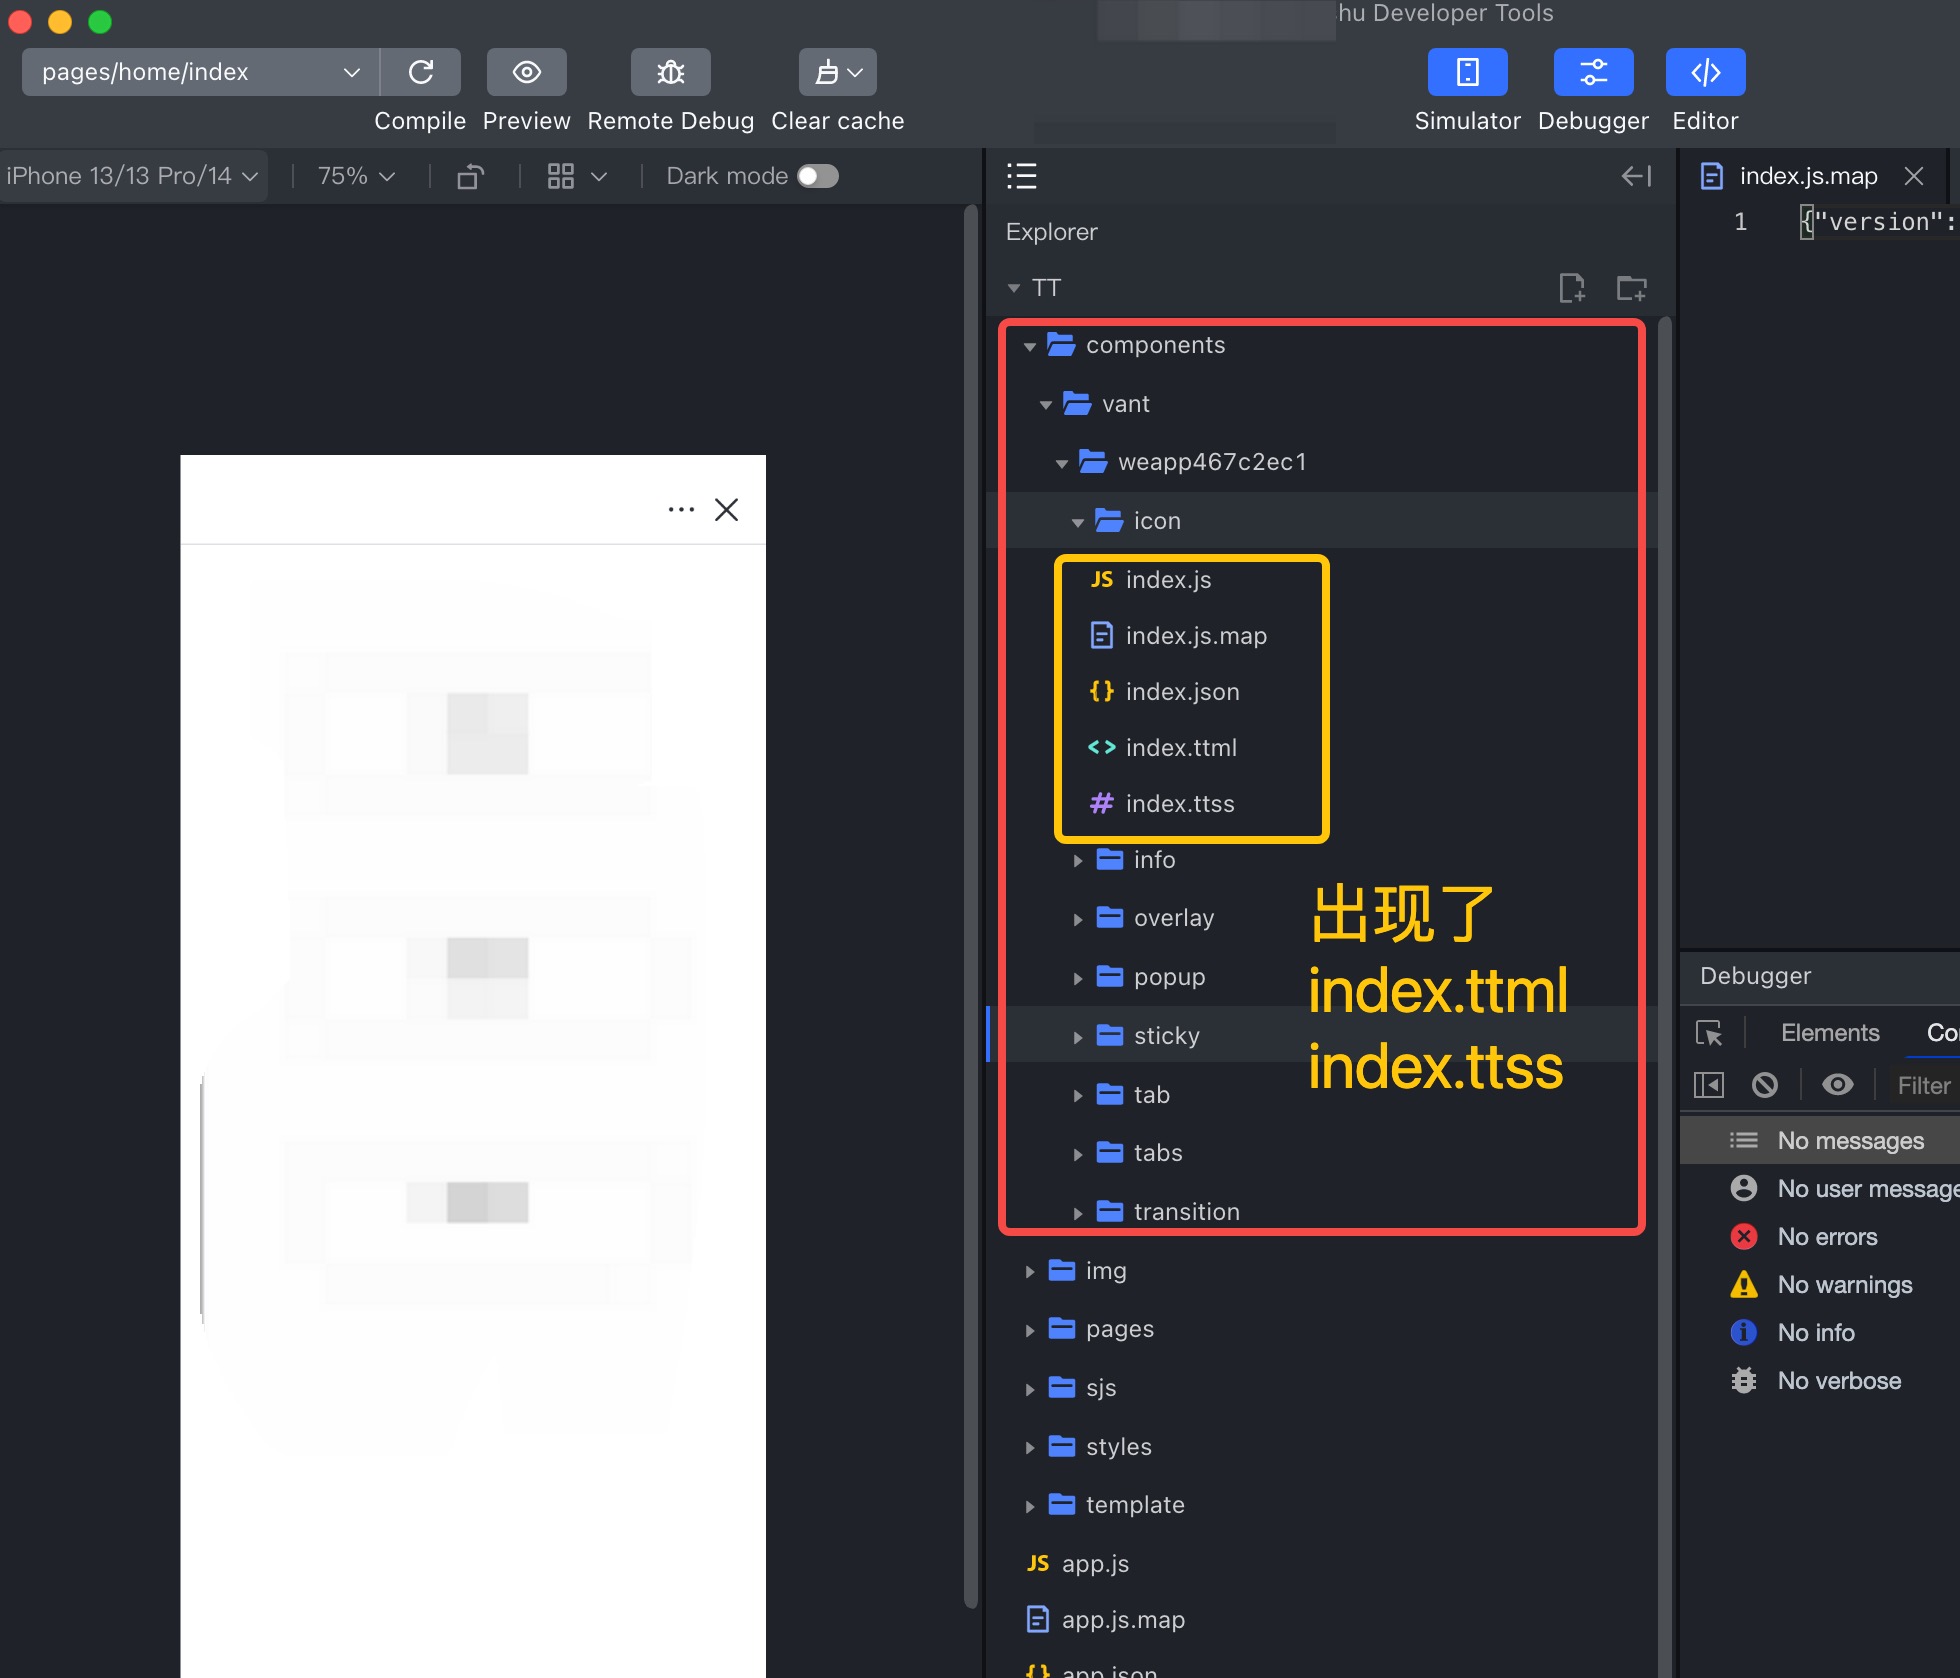 hu Developer Tools
pages/home/index
Compile
Preview
Remote Debug
Clear cache
Simulator
Debugger
Editor
iPhone 13/13 Pro/14
75%
Dark mode
Explorer
TT
components
vant
weapp467c2ec1
icon
JS index.js
index.js.map
{} index.json
<> index.ttml
# index.ttss
info
overlay
popup
sticky
tab
tabs
transition
出现了
index.ttml
index.ttss
img
pages
sjs
styles
template
JS app.js
app.js.map
{} app.json
index.js.map
1 {"version":
Debugger
Elements
Co
Filter
No messages
No user message
No errors
No warnings
No info
No verbose